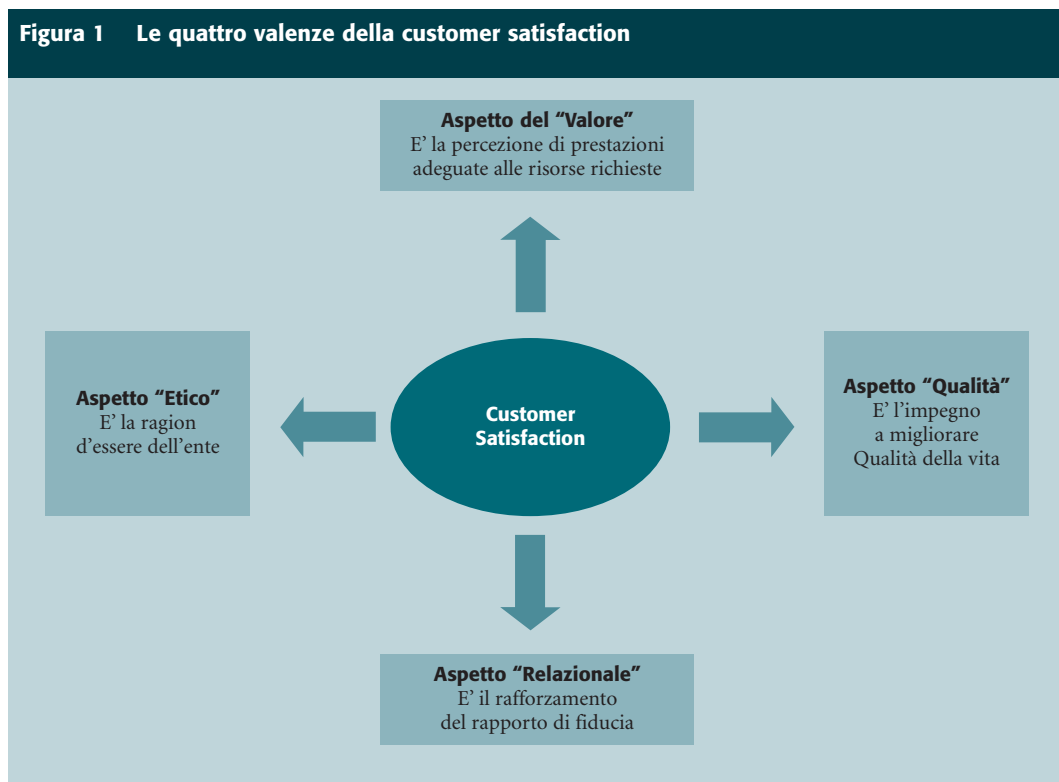 Figura 1 Le quattro valenze della customer satisfaction
Aspetto del “Valore”
E’ la percezione di prestazioni
adeguate alle risorse richieste
Aspetto “Etico”
E’ la ragion
d’essere dell’ente
Customer
Satisfaction
Aspetto “Qualità”
E’ l’impegno
a migliorare
Qualità della vita
Aspetto “Relazionale”
E’ il rafforzamento
del rapporto di fiducia